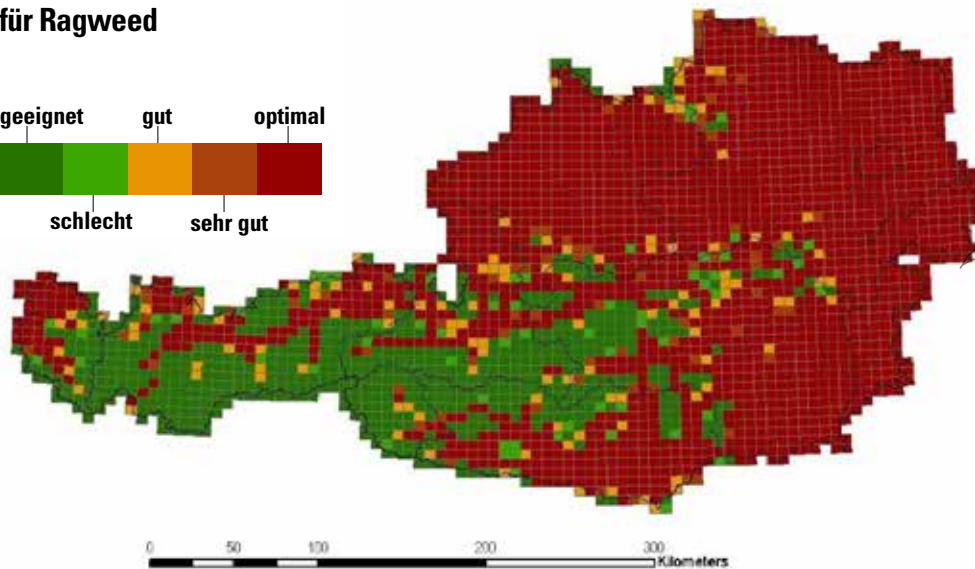 für Ragweed
geeignet gut optimal
schlecht sehr gut
0 50 100 200 300
Kilometers